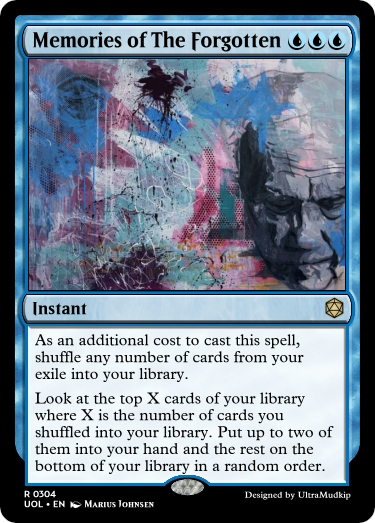 Memories of The Forgotten
Instant
As an additional cost to cast this spell,
shuffle any number of cards from your
exile into your library.
Look at the top X cards of your library
where X is the number of cards you
shuffled into your library. Put up to two of
them into your hand and the rest on the
bottom of your library in a random order.
R 0304
UOL • EN Marius Johnsen
Designed by UltraMudkip